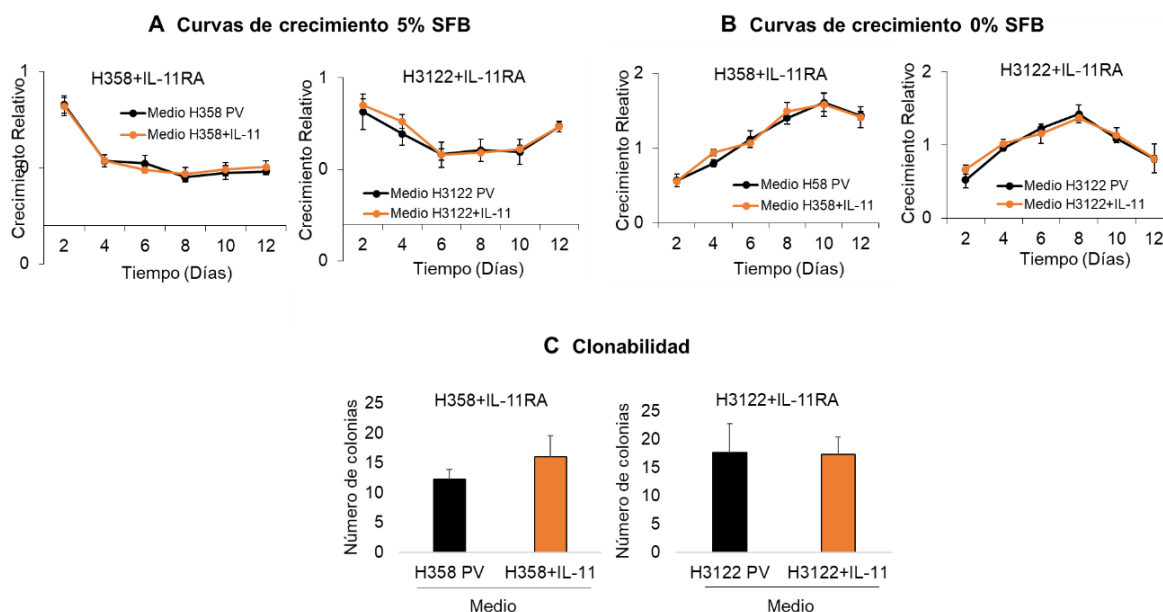 A Curvas de crecimiento 5% SFB
H358+IL-11RA
Crecimiento Relativo
1
0
0
Medio H358 PV
Medio H358+IL-11
2 4 6 8 10 12
Tiempo (Días)
H3122+IL-11RA
Crecimiento Relativo
1
0
0
Medio H3122 PV
Medio H3122+IL-11
2 4 6 8 10 12
Tiempo (Días)
B Curvas de crecimiento 0% SFB
H358+IL-11RA
Crecimiento Relativo
2
1
0
Medio H58 PV
Medio H358+IL-11
2 4 6 8 10 12
Tiempo (Días)
H3122+IL-11RA
Crecimiento Relativo
2
1
0
Medio H3122 PV
Medio H3122+IL-11
2 4 6 8 10 12
Tiempo (Días)
C Clonabilidad
H358+IL-11RA
Número de colonias
25
20
15
10
5
0
H358 PV H358+IL-11
Medio
H3122+IL-11RA
Número de colonias
25
20
15
10
5
0
H3122 PV H3122+IL-11
Medio